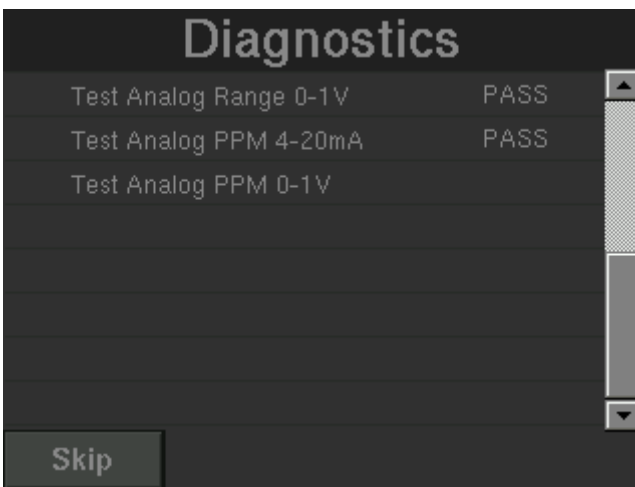 Diagnostics
Test Analog Range 0-1V PASS
Test Analog PPM 4-20mA PASS
Test Analog PPM 0-1V
Skip